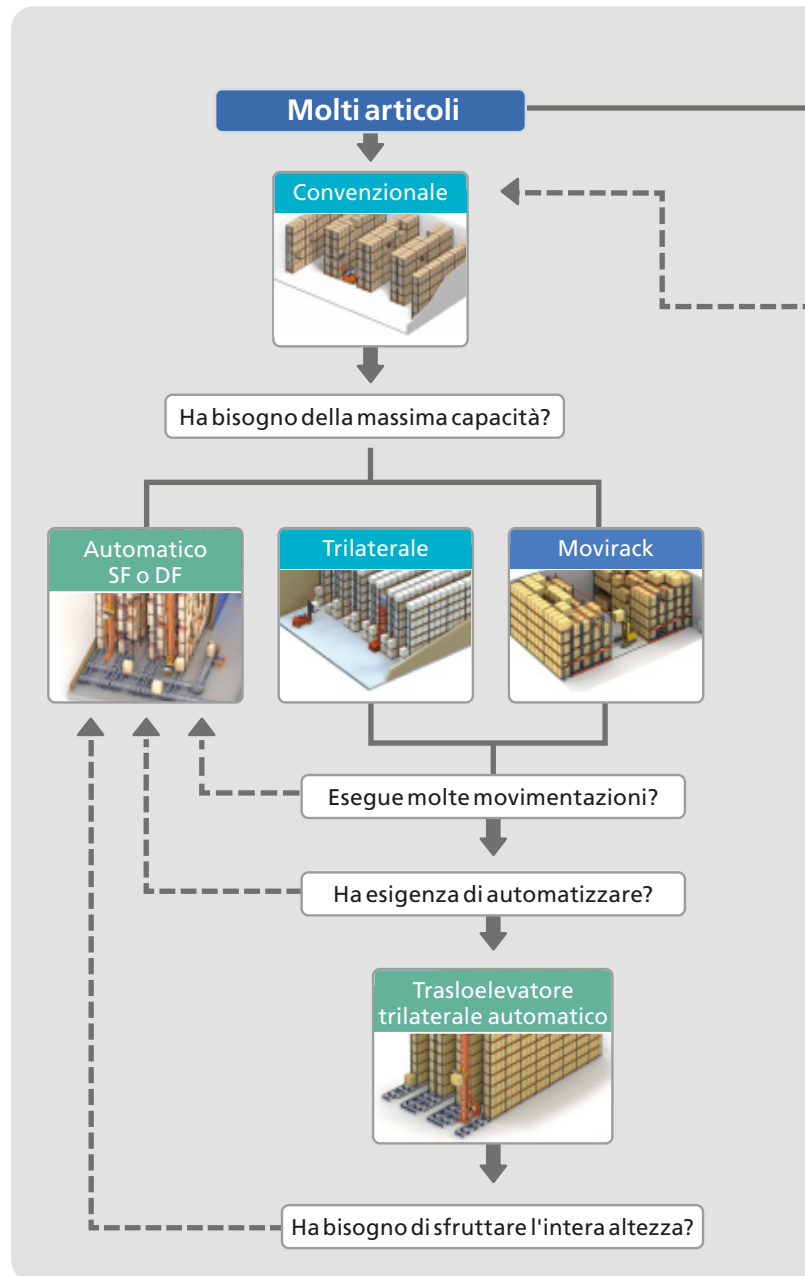 Molti articoli
Convenzionale
Ha bisogno della massima capacità?
Automatico
SF o DF
Trilaterale
Movirack
Esegue molte movimentazioni?
Ha esigenza di automatizzare?
Trasloelevatore
trilaterale automatico
Ha bisogno di sfruttare l'intera altezza?